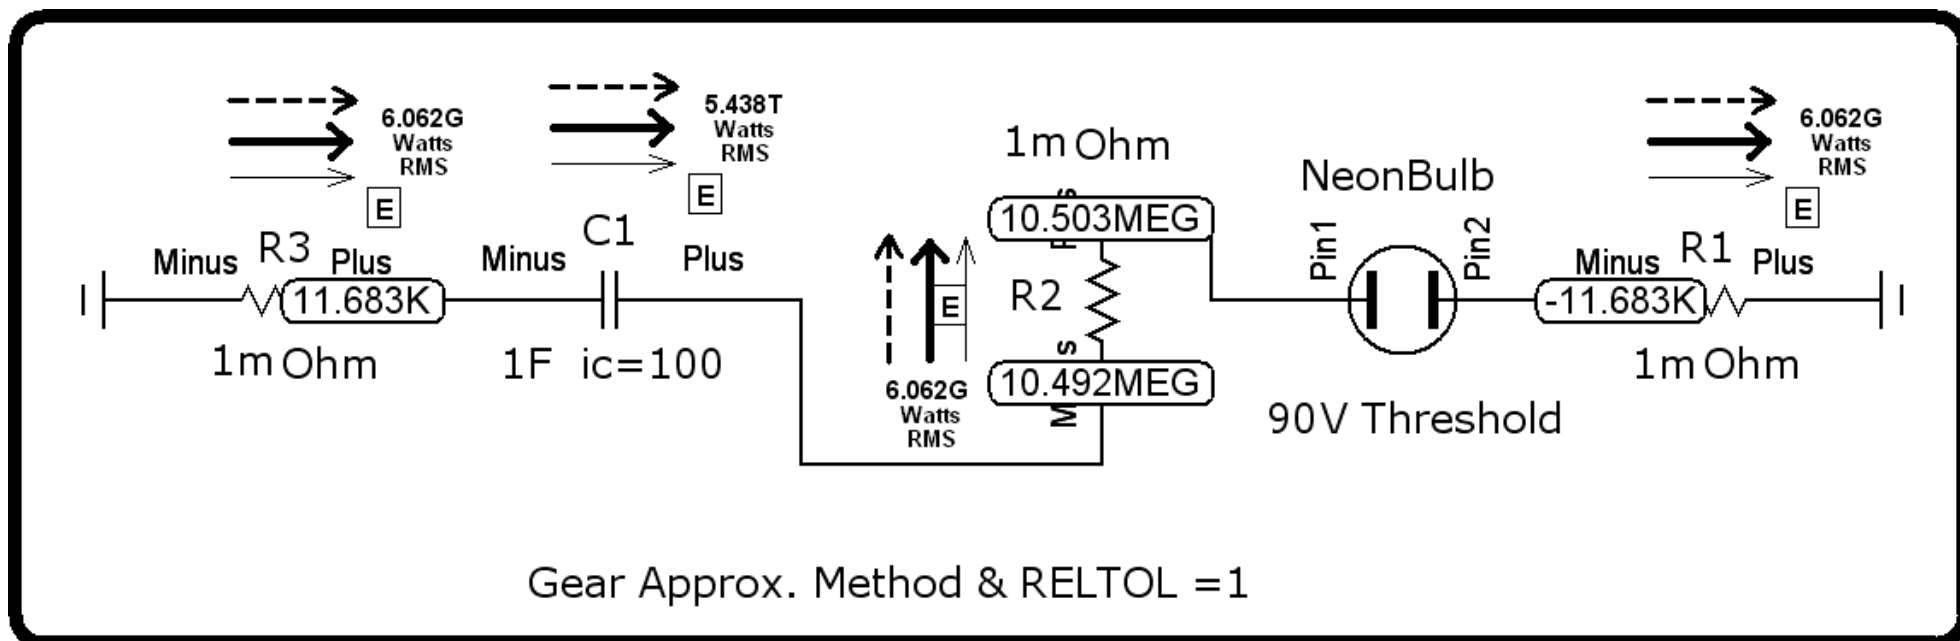 6.062G
Watts
RMS
E
5.438T
Watts
RMS
E
6.062G
Watts
RMS
E
1m Ohm
NeonBulb
10.503MEG
Minus R3 Plus
11.683K
1m Ohm
Minus C1 Plus
1F ic=100
E
R2
s
10.492MEG
M
6.062G
Watts
RMS
Pin1
Pin2
90V Threshold
Minus R1 Plus
-11.683K
1m Ohm
Gear Approx. Method & RELTOL =1